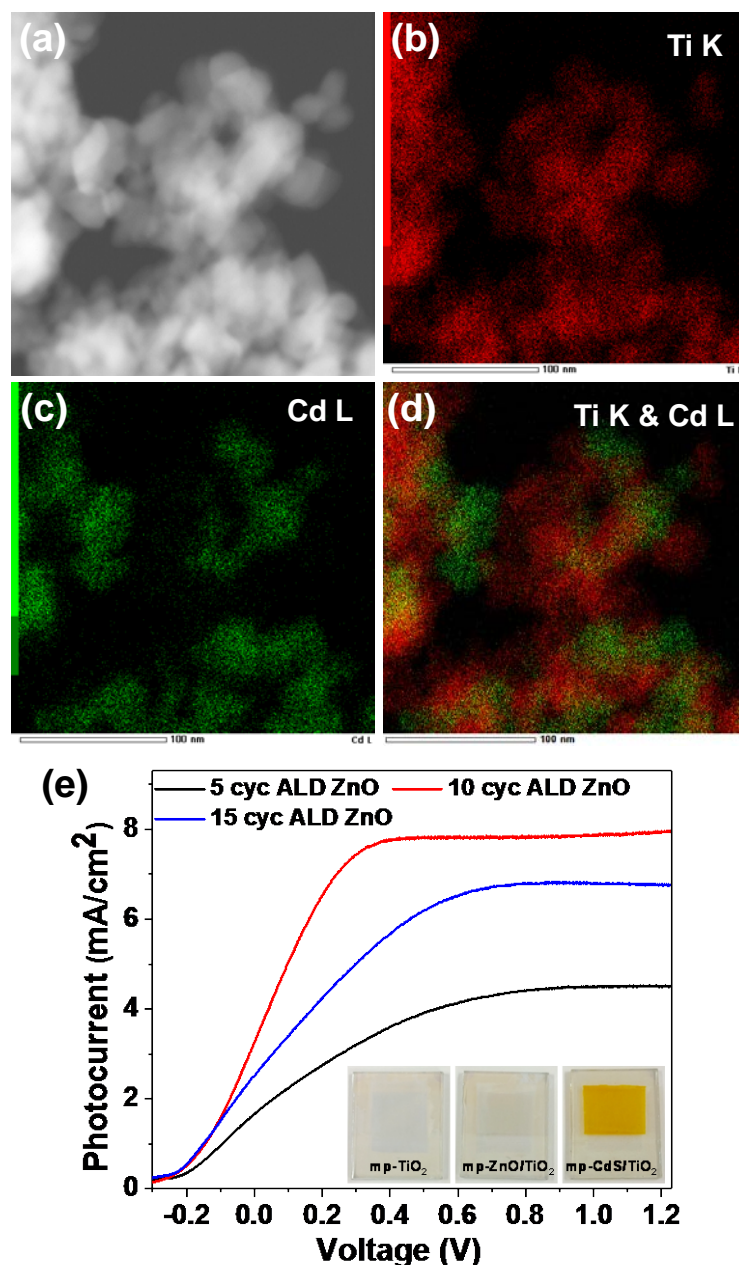 (a)
(b) Ti K
100 nm
Ti
(c) Cd L
100 nm Cd L
(d) Ti K & Cd L
100 nm
(e)
5 cyc ALD ZnO 10 cyc ALD ZnO
15 cyc ALD ZnO
Photocurrent (mA/cm²)
8
6
4
2
0
mp-TiO₂ mp-ZnO/TiO₂ mp-CdS/TiO₂
-0.2 0.0 0.2 0.4 0.6 0.8 1.0 1.2
Voltage (V)